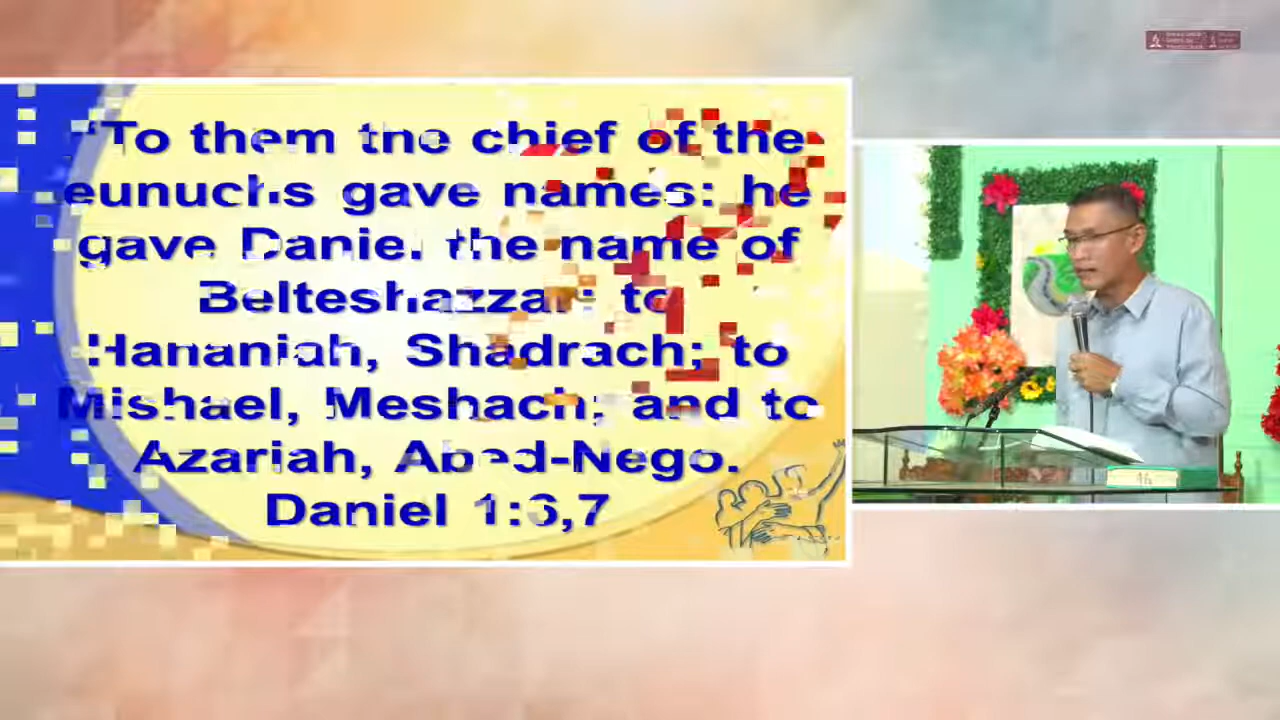 "To them the chief of the
eunuchs gave names: he
gave Daniel the name of
Belteshazzar; to
Hananiah, Shadrach; to
Mishael, Meshach; and to
Azariah, Abed-Nego.
Daniel 1:6,7